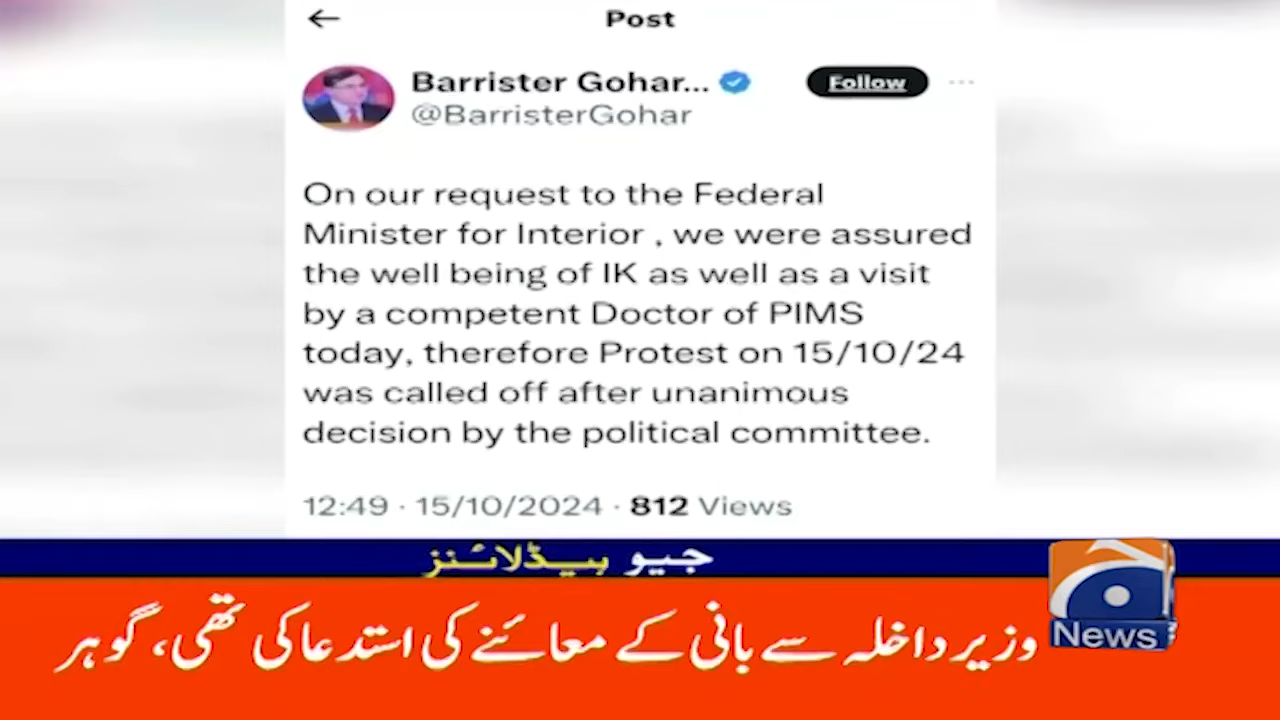 Post
Barrister Gohar...
Follow
@BarristerGohar
On our request to the Federal
Minister for Interior , we were assured
the well being of IK as well as a visit
by a competent Doctor of PIMS
today, therefore Protest on 15/10/24
was called off after unanimous
decision by the political committee.
12:49 · 15/10/2024 · 812 Views
جیو ہیڈلائنز
وزیر داخلہ سے بانی کے معائنے کی استدعا کی تھی، گوہر
News